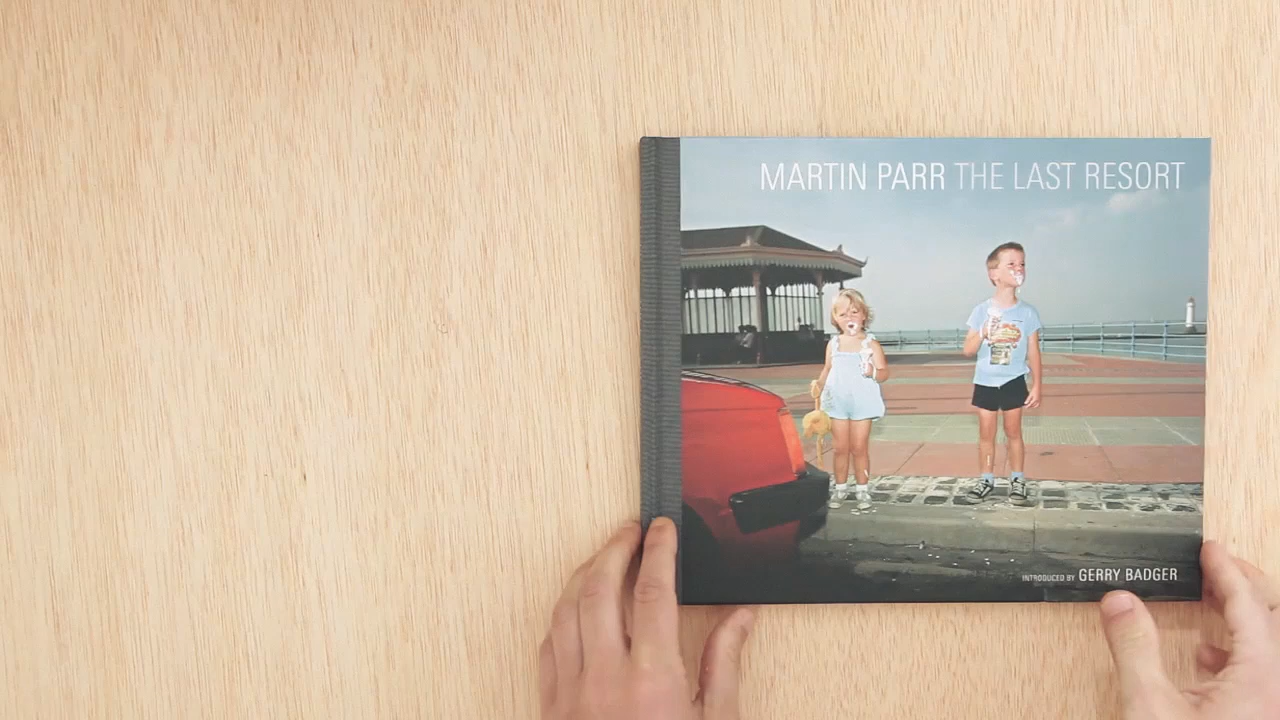 MARTIN PARR THE LAST RESORT
INTRODUCED BY GERRY BADGER